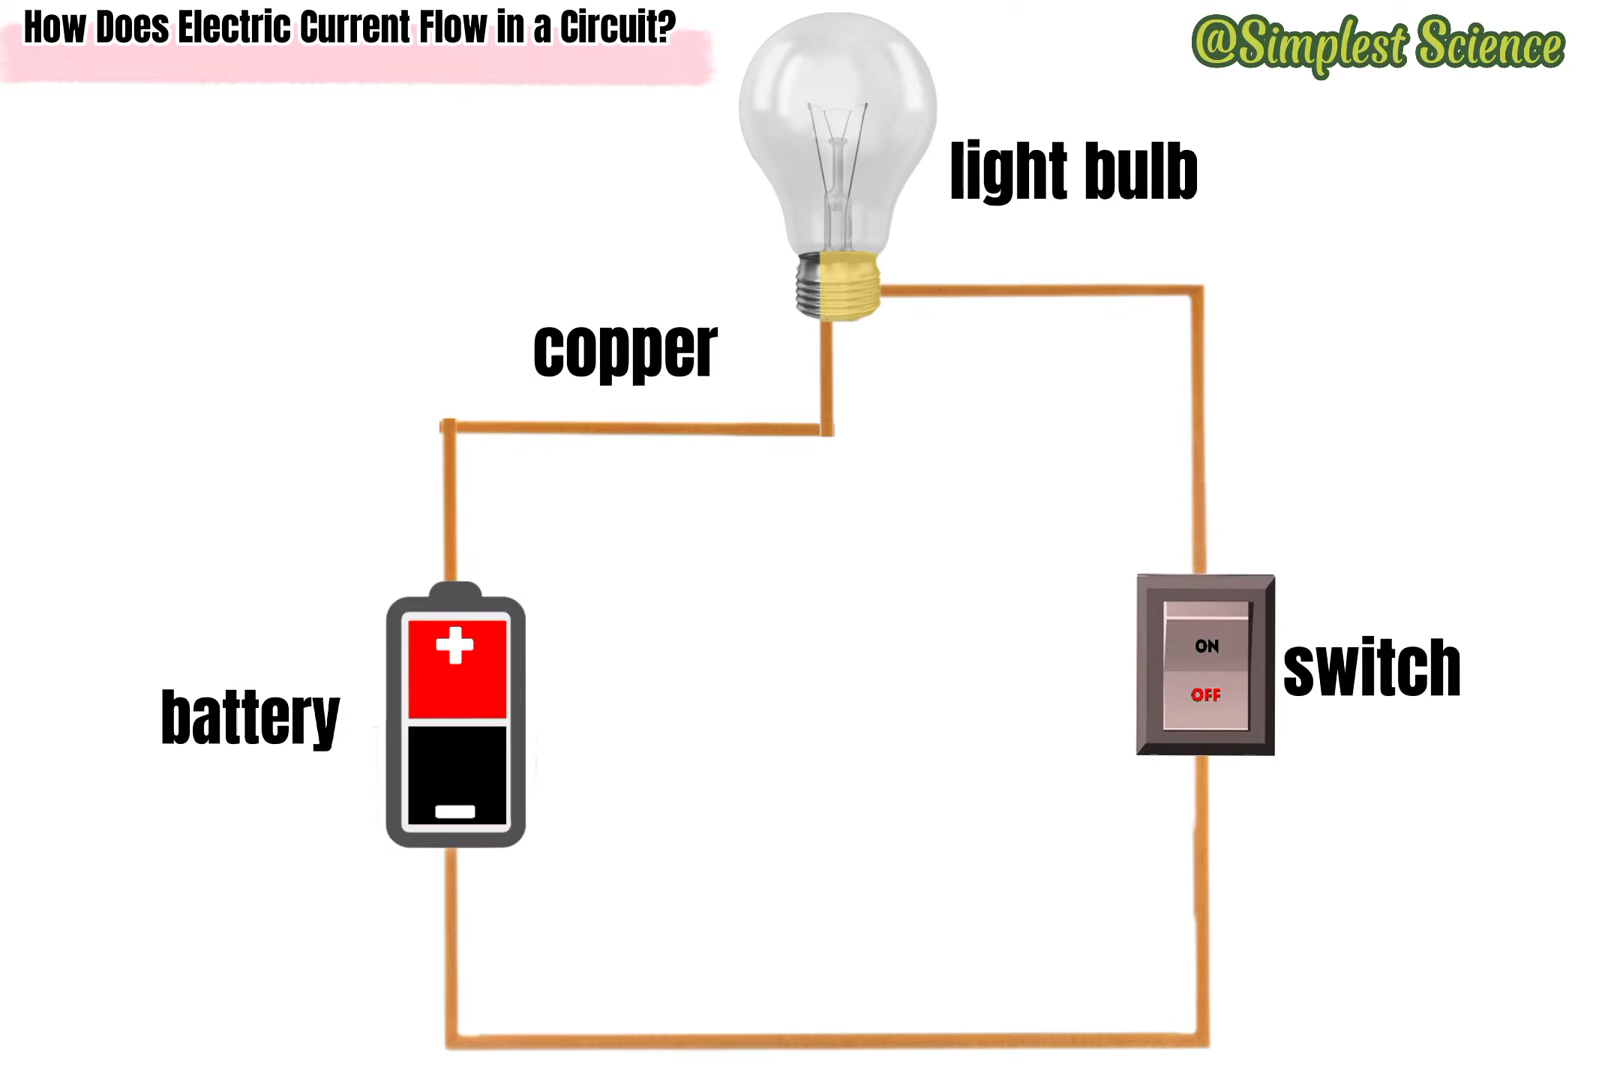 How Does Electric Current Flow in a Circuit?
@Simplest Science
light bulb
copper
ON
OFF
switch
battery